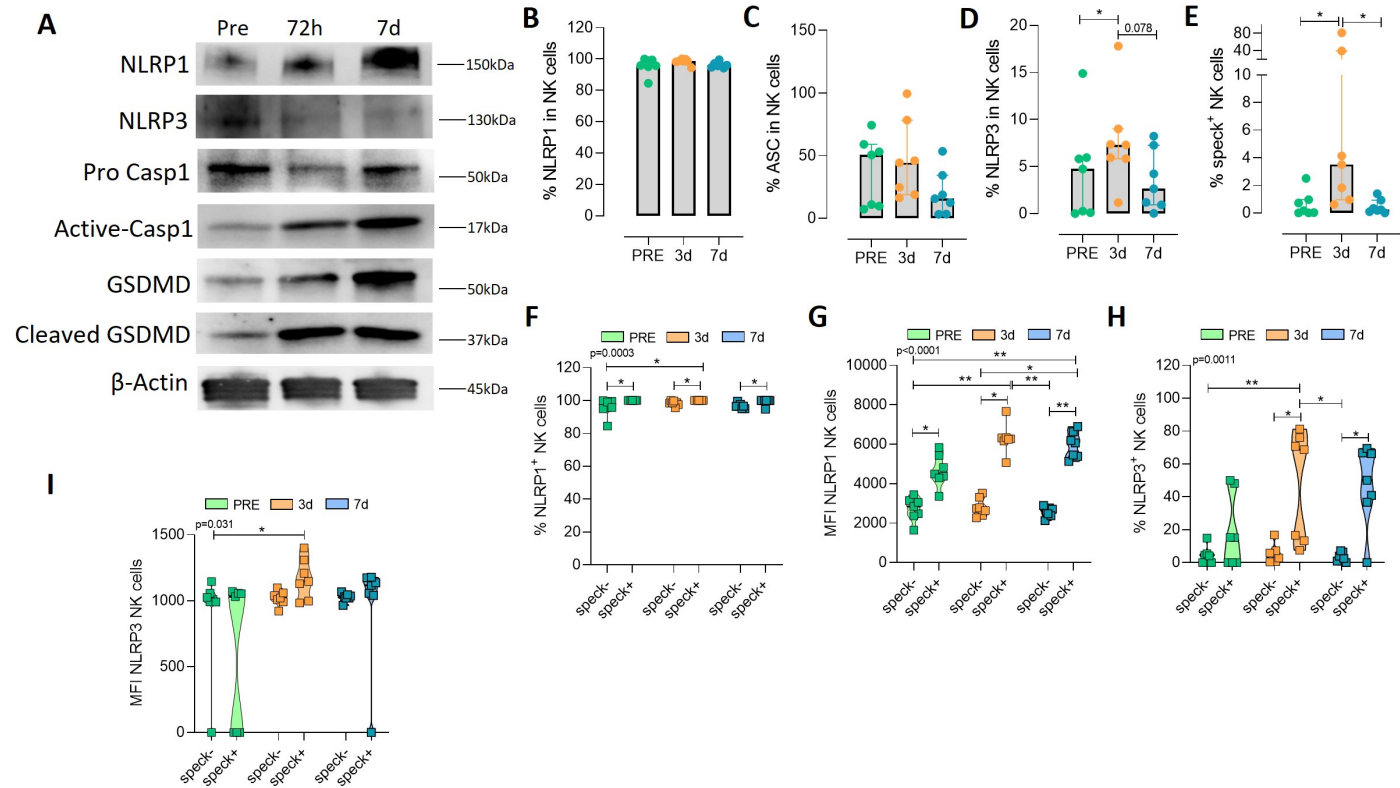 A
Pre 72h 7d
NLRP1 150kDa
NLRP3 130kDa
Pro Casp1 50kDa
Active-Casp1 17kDa
GSDMD 50kDa
Cleaved GSDMD 37kDa
β-Actin 45kDa
B
% NLRP1 in NK cells
120
100
80
60
40
20
0
PRE 3d 7d
C
% ASC in NK cells
150
100
50
0
PRE 3d 7d
D
% NLRP3 in NK cells
20
15
10
5
0
* 0.078
PRE 3d 7d
E
% speck+ NK cells
80
40
10
8
6
4
2
0
* *
PRE 3d 7d
F
PRE 3d 7d
p=0.0003
*
* * *
% NLRP1+ NK cells
120
100
80
60
40
20
0
speck- speck+ speck- speck+ speck- speck+
G
PRE 3d 7d
p<0.0001
**
*
** **
* * **
MFI NLRP1 NK cells
10000
8000
6000
4000
2000
0
speck- speck+ speck- speck+ speck- speck+
H
PRE 3d 7d
p=0.0011
**
*
* *
% NLRP3+ NK cells
120
100
80
60
40
20
0
speck- speck+ speck- speck+ speck- speck+
I
PRE 3d 7d
p=0.031
*
MFI NLRP3 NK cells
1500
1000
500
0
speck- speck+ speck- speck+ speck- speck+